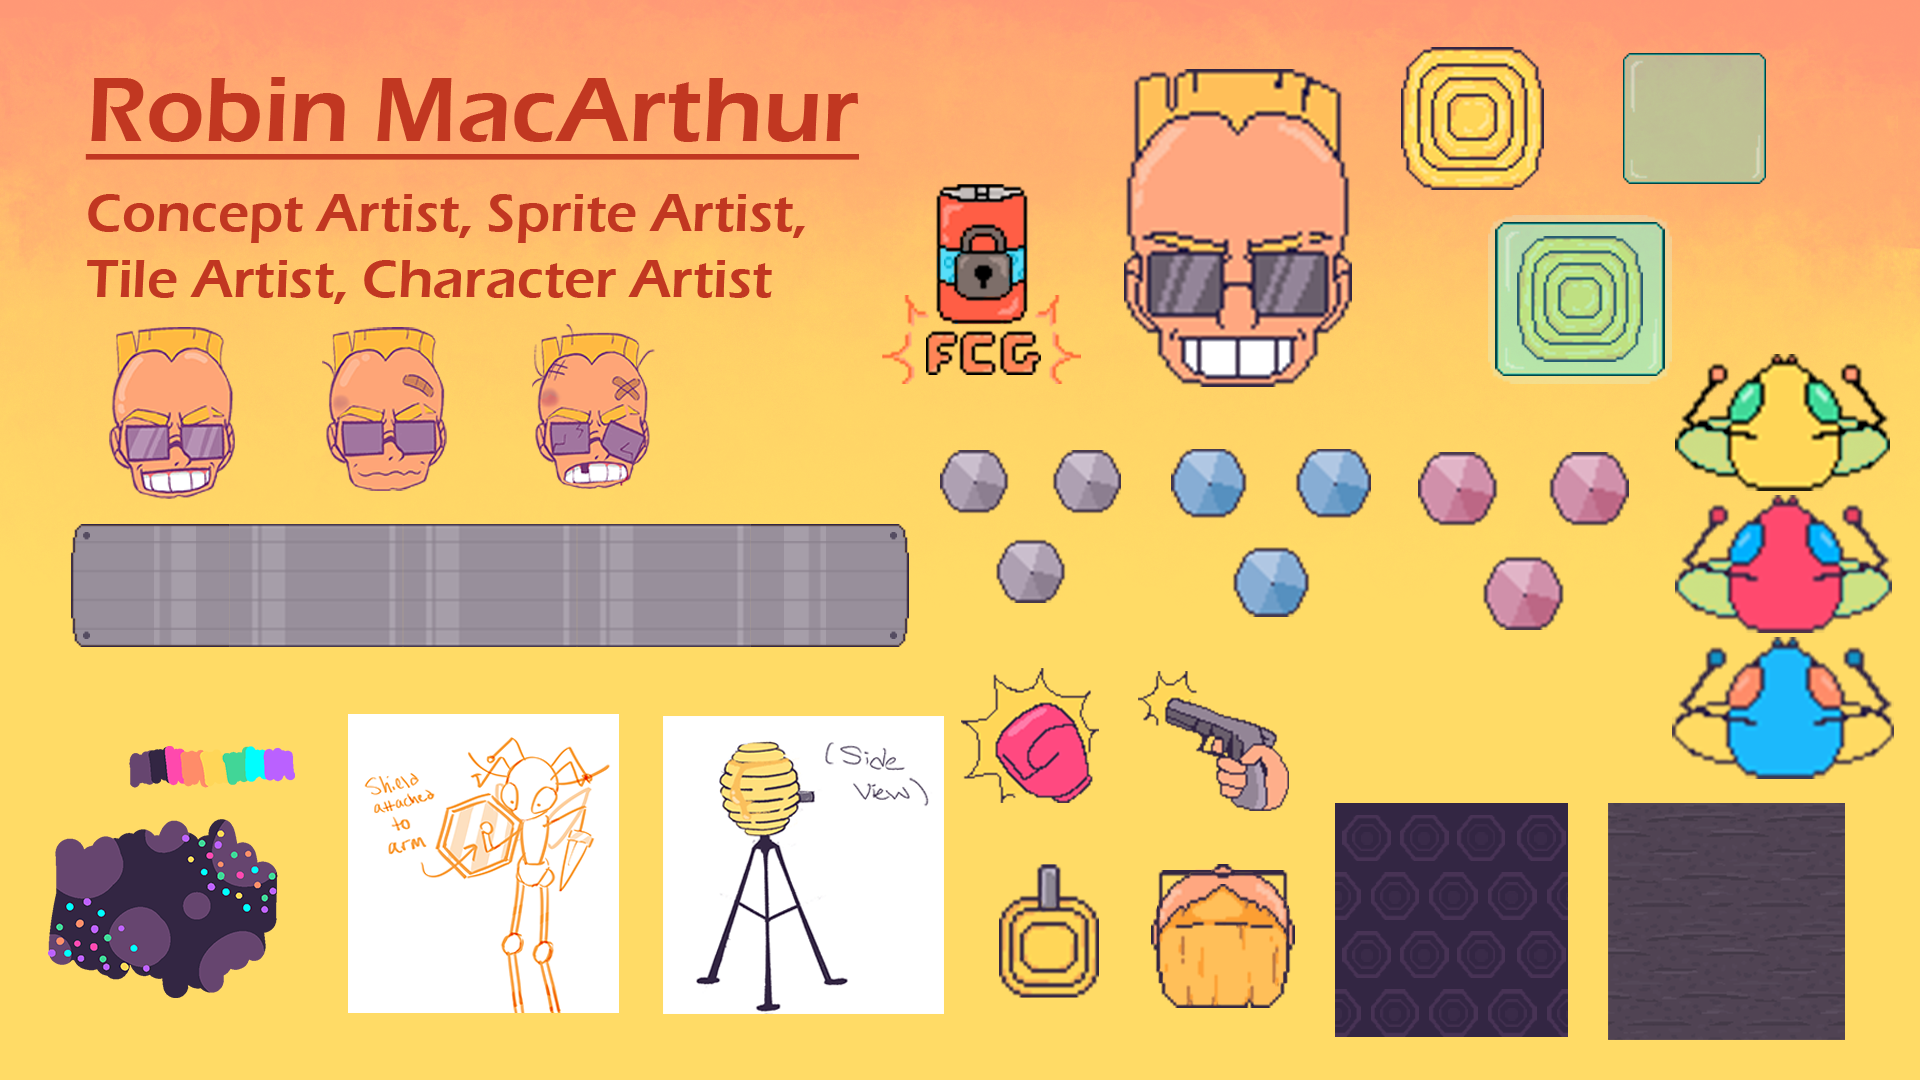 Robin MacArthur
Concept Artist, Sprite Artist,
Tile Artist, Character Artist
FCG
Shield
attached
to
arm
(Side
View)